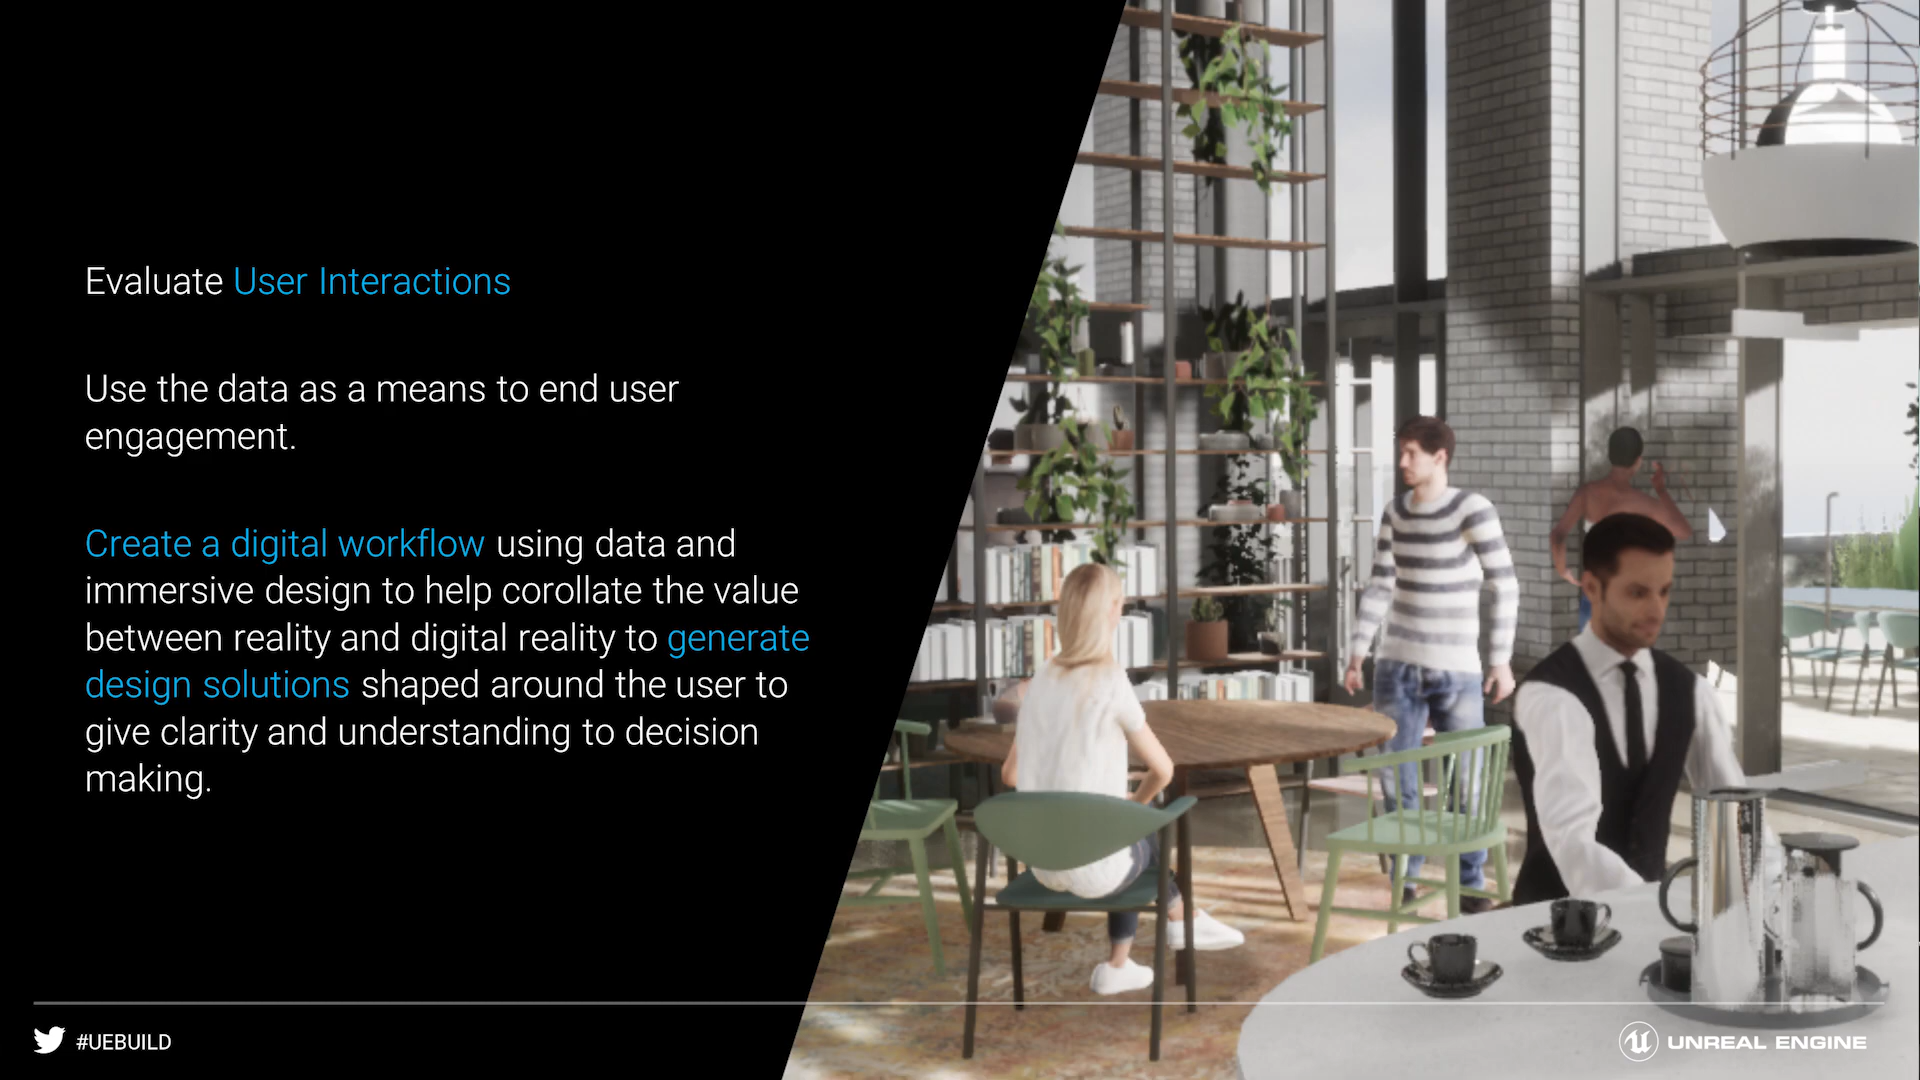 Evaluate User Interactions
Use the data as a means to end user
engagement.
Create a digital workflow using data and
immersive design to help corollate the value
between reality and digital reality to generate
design solutions shaped around the user to
give clarity and understanding to decision
making.
#UEBUILD
UNREAL ENGINE